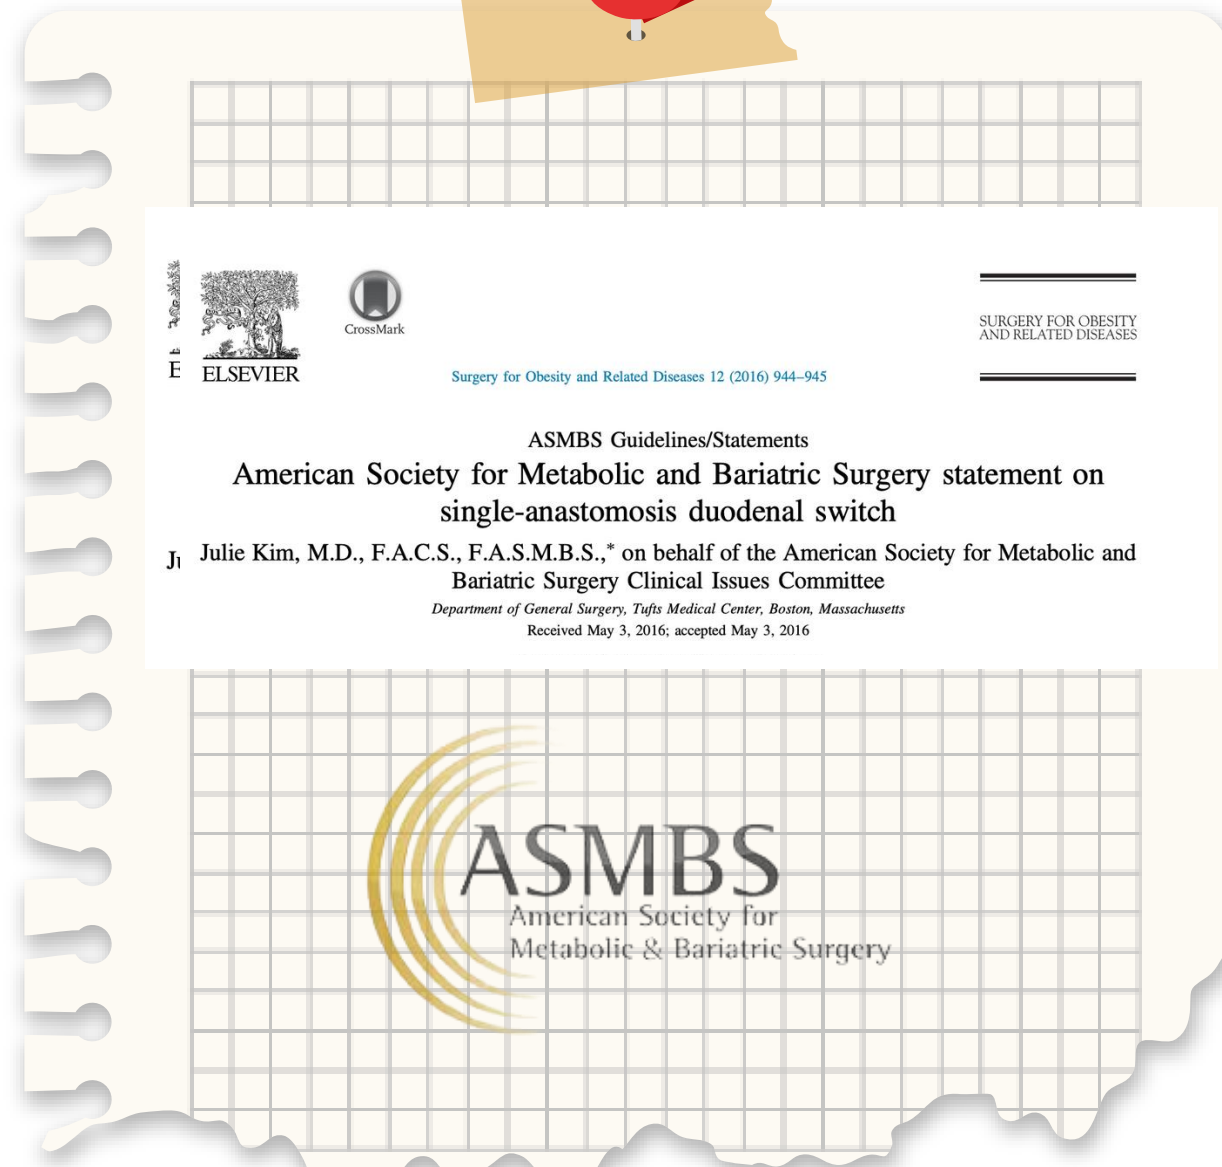 ELSEVIER
CrossMark
SURGERY FOR OBESITY
AND RELATED DISEASES
E
Surgery for Obesity and Related Diseases 12 (2016) 944–945
ASMBS Guidelines/Statements
American Society for Metabolic and Bariatric Surgery statement on
single-anastomosis duodenal switch
Julie Kim, M.D., F.A.C.S., F.A.S.M.B.S.,* on behalf of the American Society for Metabolic and
Bariatric Surgery Clinical Issues Committee
Department of General Surgery, Tufts Medical Center, Boston, Massachusetts
Received May 3, 2016; accepted May 3, 2016
ASMBS
American Society for
Metabolic & Bariatric Surgery